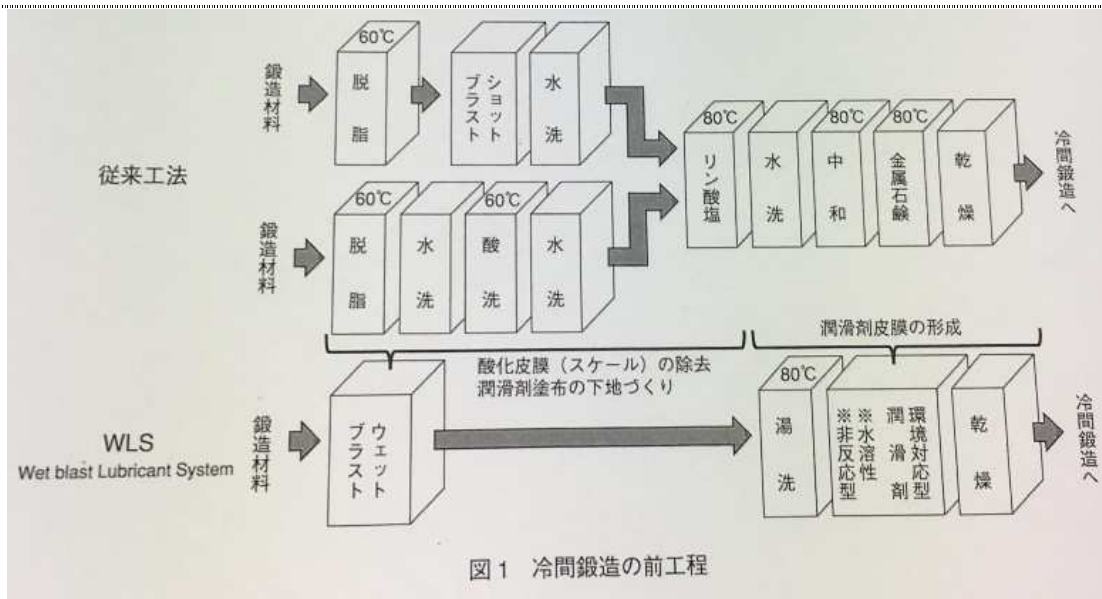 従来工法
鍛造材料
60℃
脱脂
ショット
ブラスト
水洗
鍛造材料
60℃
脱脂
水洗
60℃
酸洗
水洗
80℃
リン酸塩
水洗
80℃
中和
80℃
金属石鹸
乾燥
冷間鍛造へ
酸化皮膜（スケール）の除去
潤滑剤塗布の下地づくり
潤滑剤皮膜の形成
WLS
Wet blast Lubricant System
鍛造材料
ウェット
ブラスト
80℃
湯洗
環境対応型
潤滑剤
※水溶性
※非反応型
乾燥
冷間鍛造へ
図1 冷間鍛造の前工程